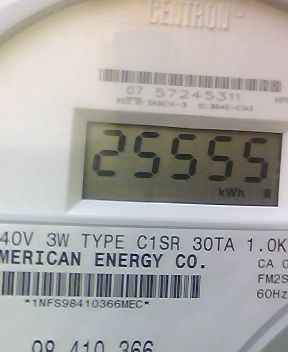 CENTRON®
07 57245311
25555
kWh
40V 3W TYPE C1SR 30TA 1.0K
MERICAN ENERGY CO.
CA 0
FM2S
60Hz
*1NFS98410366MEC*
98 410 366